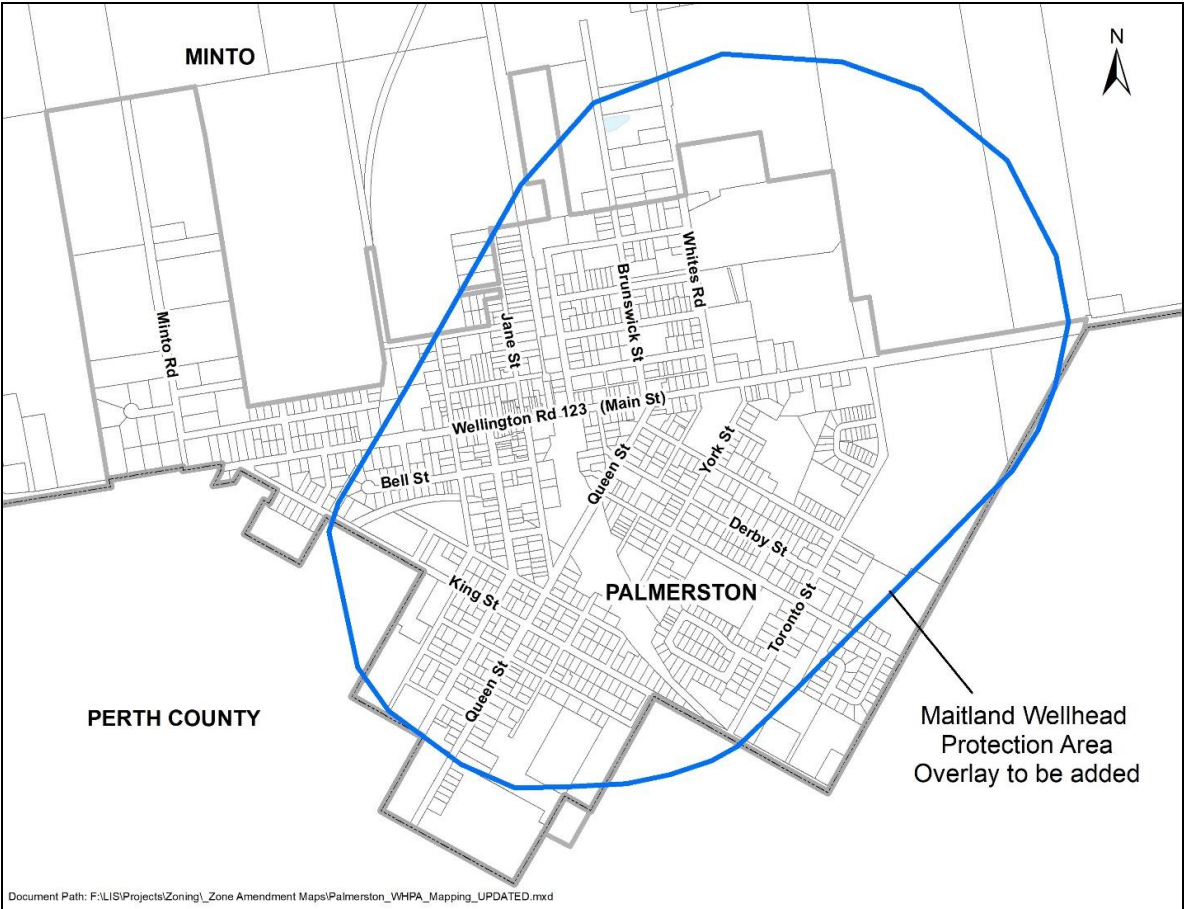 MINTO
N
Minto Rd
Jane St
Brunswick St
Whites Rd
Wellington Rd 123 (Main St)
Bell St
Queen St
York St
Derby St
King St
PALMERSTON
Toronto St
Queen St
PERTH COUNTY
Maitland Wellhead
Protection Area
Overlay to be added
Document Path: F:\LIS\Projects\Zoning\_Zone Amendment Maps\Palmerston_WHPA_Mapping_UPDATED.mxd